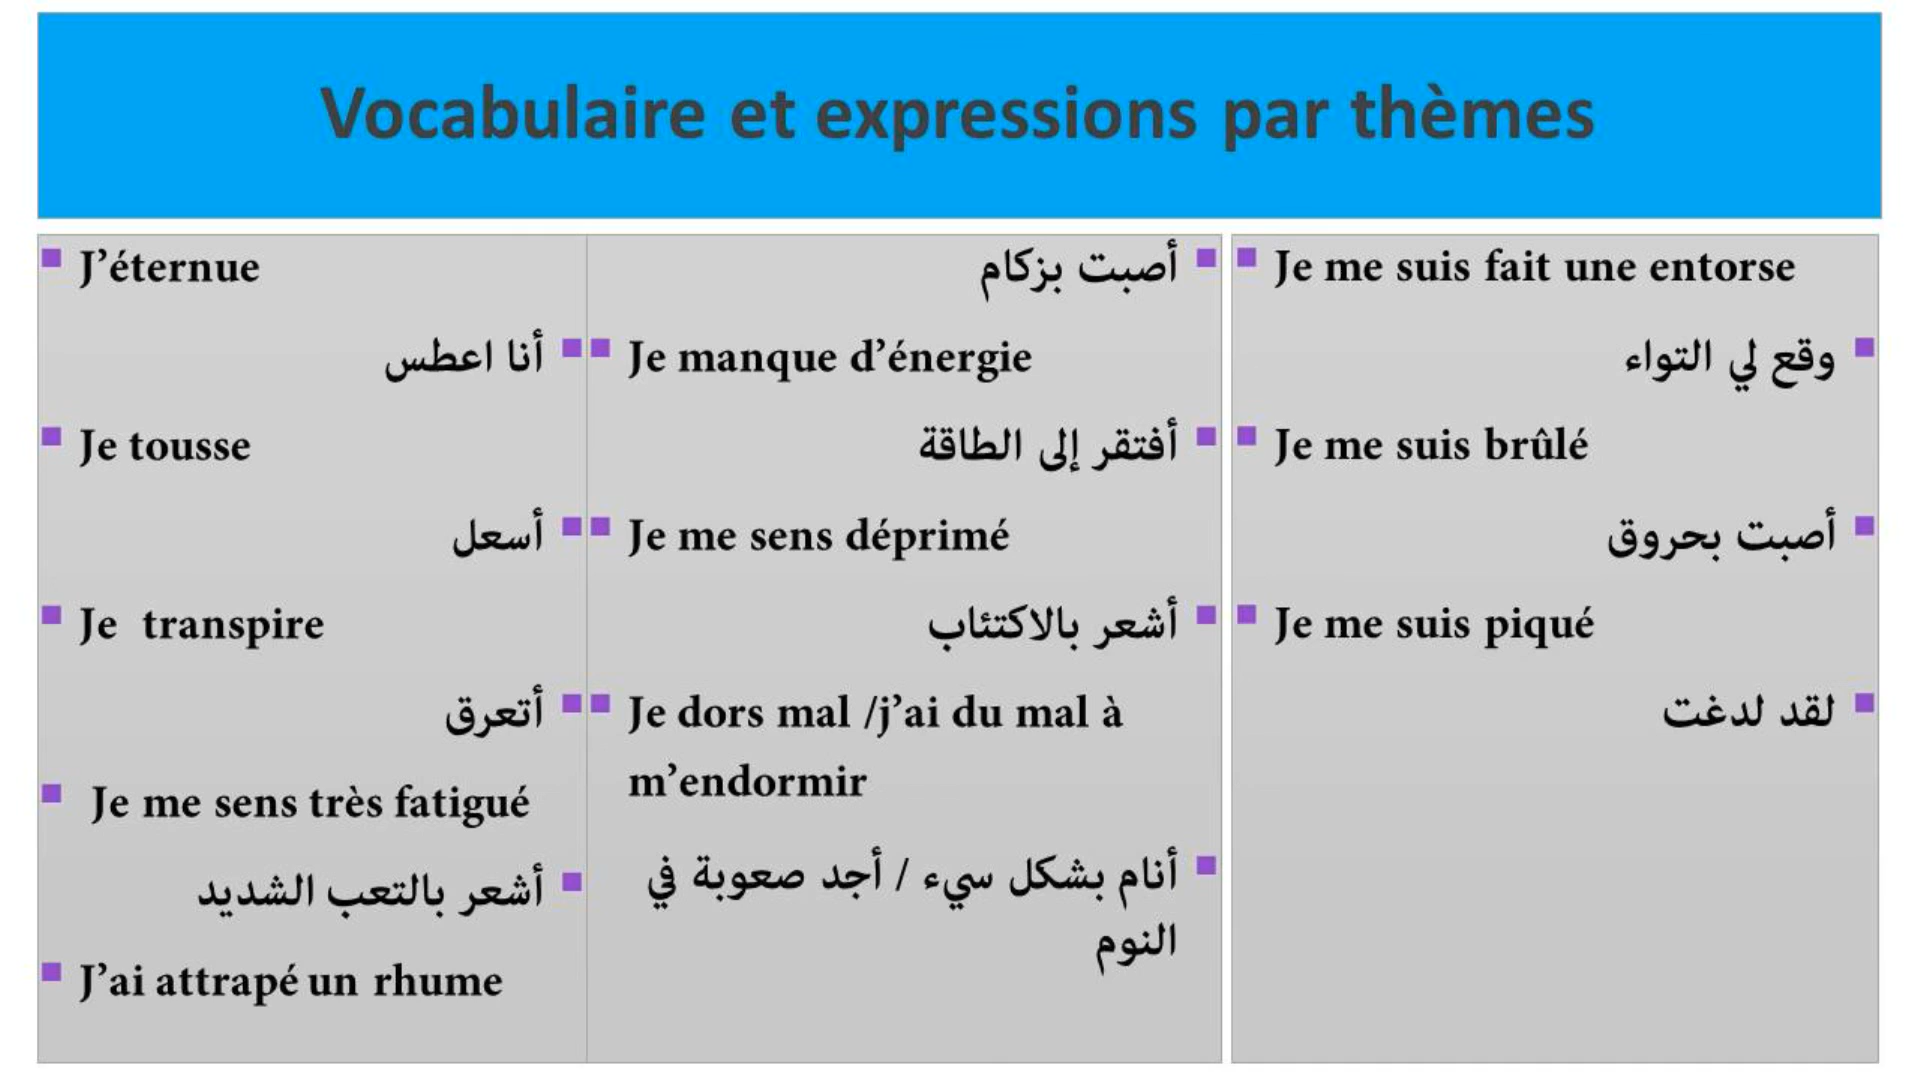 Vocabulaire et expressions par thèmes
J’éternue
أنا اعطس
Je tousse
أسعل
Je transpire
أتعرق
Je me sens très fatigué
أشعر بالتعب الشديد
J’ai attrapé un rhume
أصبت بزكام
Je manque d’énergie
أفتقر إلى الطاقة
Je me sens déprimé
أشعر بالاكتئاب
Je dors mal /j’ai du mal à
m’endormir
أنام بشكل سيء / أجد صعوبة في
النوم
Je me suis fait une entorse
وقع لي التواء
Je me suis brûlé
أصبت بحروق
Je me suis piqué
لقد لدغت